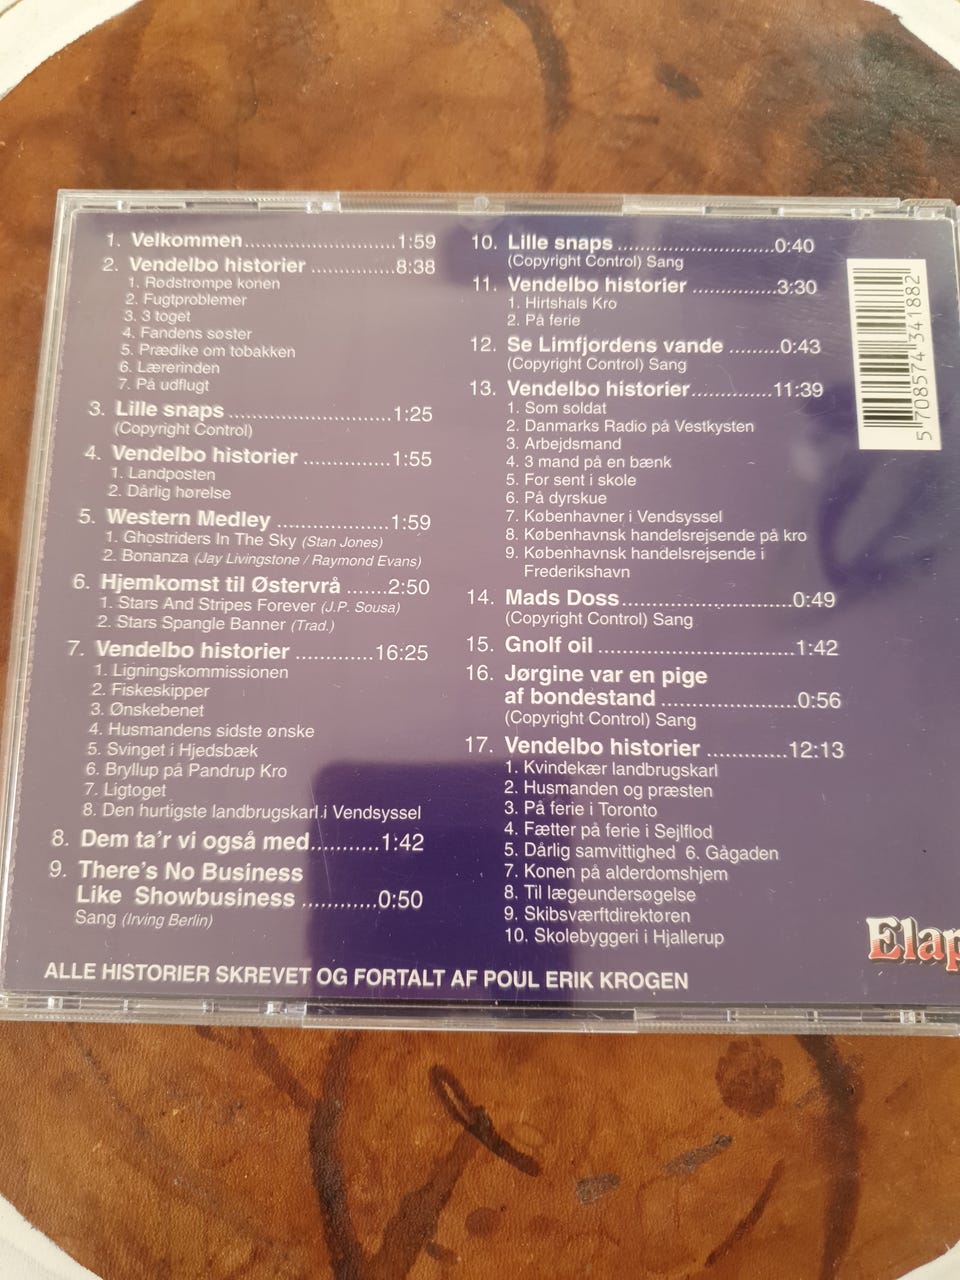 1. Velkommen............................1:59
2. Vendelbo historier ...............8:38
1. Rødstrømpe konen
2. Fugtproblemer
3. 3 toget
4. Fandens søster
5. Prædike om tobakken
6. Lærerinden
7. På udflugt
3. Lille snaps .............................1:25
(Copyright Control)
4. Vendelbo historier ...............1:55
1. Landposten
2. Dårlig hørelse
5. Western Medley ....................1:59
1. Ghostriders In The Sky (Stan Jones)
2. Bonanza (Jay Livingstone / Raymond Evans)
6. Hjemkomst til Østervrå .......2:50
1. Stars And Stripes Forever (J.P. Sousa)
2. Stars Spangle Banner (Trad.)
7. Vendelbo historier .............16:25
1. Ligningskommissionen
2. Fiskeskipper
3. Ønskebenet
4. Husmandens sidste ønske
5. Svinget i Hjedsbæk
6. Bryllup på Pandrup Kro
7. Ligtoget
8. Den hurtigste landbrugskarl i Vendsyssel
8. Dem ta'r vi også med...........1:42
9. There's No Business
Like Showbusiness ............0:50
Sang (Irving Berlin)
10. Lille snaps ............................0:40
(Copyright Control) Sang
11. Vendelbo historier ...............3:30
1. Hirtshals Kro
2. På ferie
12. Se Limfjordens vande .........0:43
(Copyright Control) Sang
13. Vendelbo historier...............11:39
1. Som soldat
2. Danmarks Radio på Vestkysten
3. Arbejdsmand
4. 3 mand på en bænk
5. For sent i skole
6. På dyrskue
7. Københavner i Vendsyssel
8. Københavnsk handelsrejsende på kro
9. Københavnsk handelsrejsende i
Frederikshavn
14. Mads Doss............................0:49
(Copyright Control) Sang
15. Gnolf oil ................................1:42
16. Jørgine var en pige
af bondestand ......................0:56
(Copyright Control) Sang
17. Vendelbo historier ............12:13
1. Kvindekær landbrugskarl
2. Husmanden og præsten
3. På ferie i Toronto
4. Fætter på ferie i Sejlflod
5. Dårlig samvittighed 6. Gågaden
7. Konen på alderdomshjem
8. Til lægeundersøgelse
9. Skibsværftdirektøren
10. Skolebyggeri i Hjallerup
5 708574 341882
Elap
ALLE HISTORIER SKREVET OG FORTALT AF POUL ERIK KROGEN